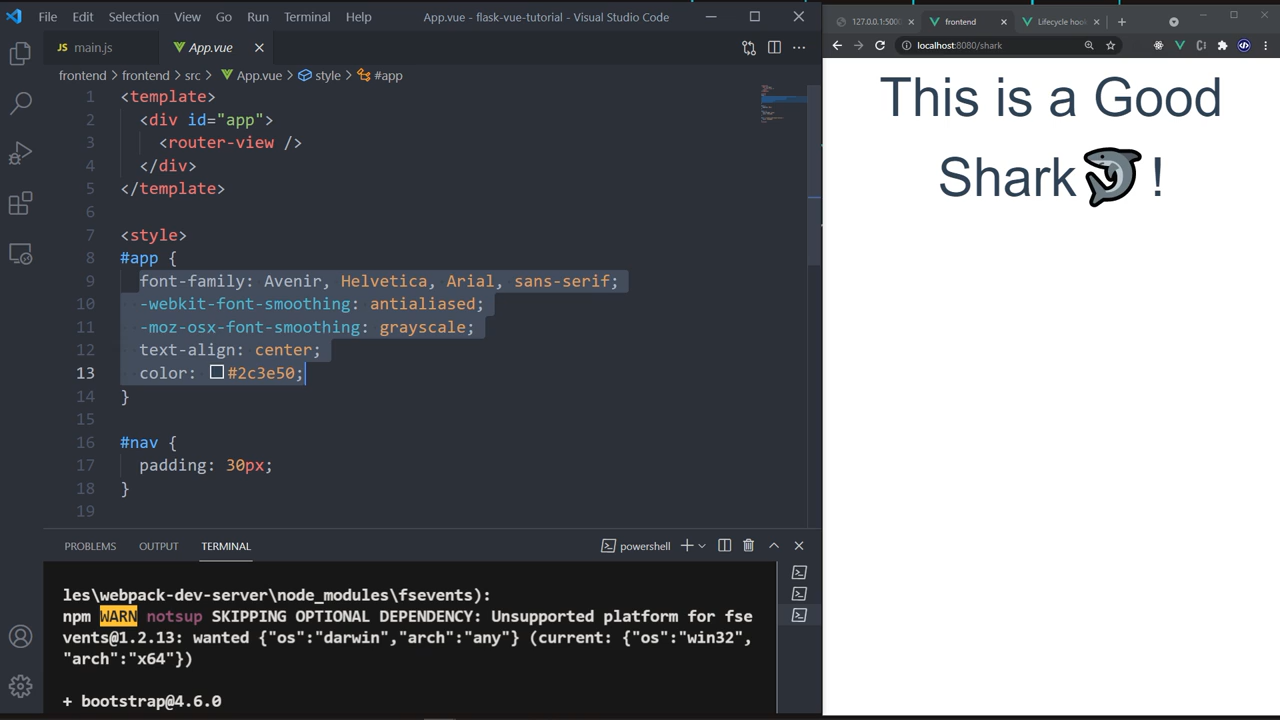 File Edit Selection View Go Run Terminal Help App.vue - flask-vue-tutorial - Visual Studio Code
JS main.js App.vue
frontend > frontend > src > App.vue > style > #app
1 <template>
2 <div id="app">
3 <router-view />
4 </div>
5 </template>
6
7 <style>
8 #app {
9 font-family: Avenir, Helvetica, Arial, sans-serif;
10 -webkit-font-smoothing: antialiased;
11 -moz-osx-font-smoothing: grayscale;
12 text-align: center;
13 color: #2c3e50;
14 }
15
16 #nav {
17 padding: 30px;
18 }
19
PROBLEMS OUTPUT TERMINAL powershell
les\webpack-dev-server\node_modules\fsevents):
npm WARN notsup SKIPPING OPTIONAL DEPENDENCY: Unsupported platform for fse
vents@1.2.13: wanted {"os":"darwin","arch":"any"} (current: {"os":"win32",
"arch":"x64"})
+ bootstrap@4.6.0
127.0.0.1:5000 frontend Lifecycle hook
localhost:8080/shark
This is a Good
Shark🦈!